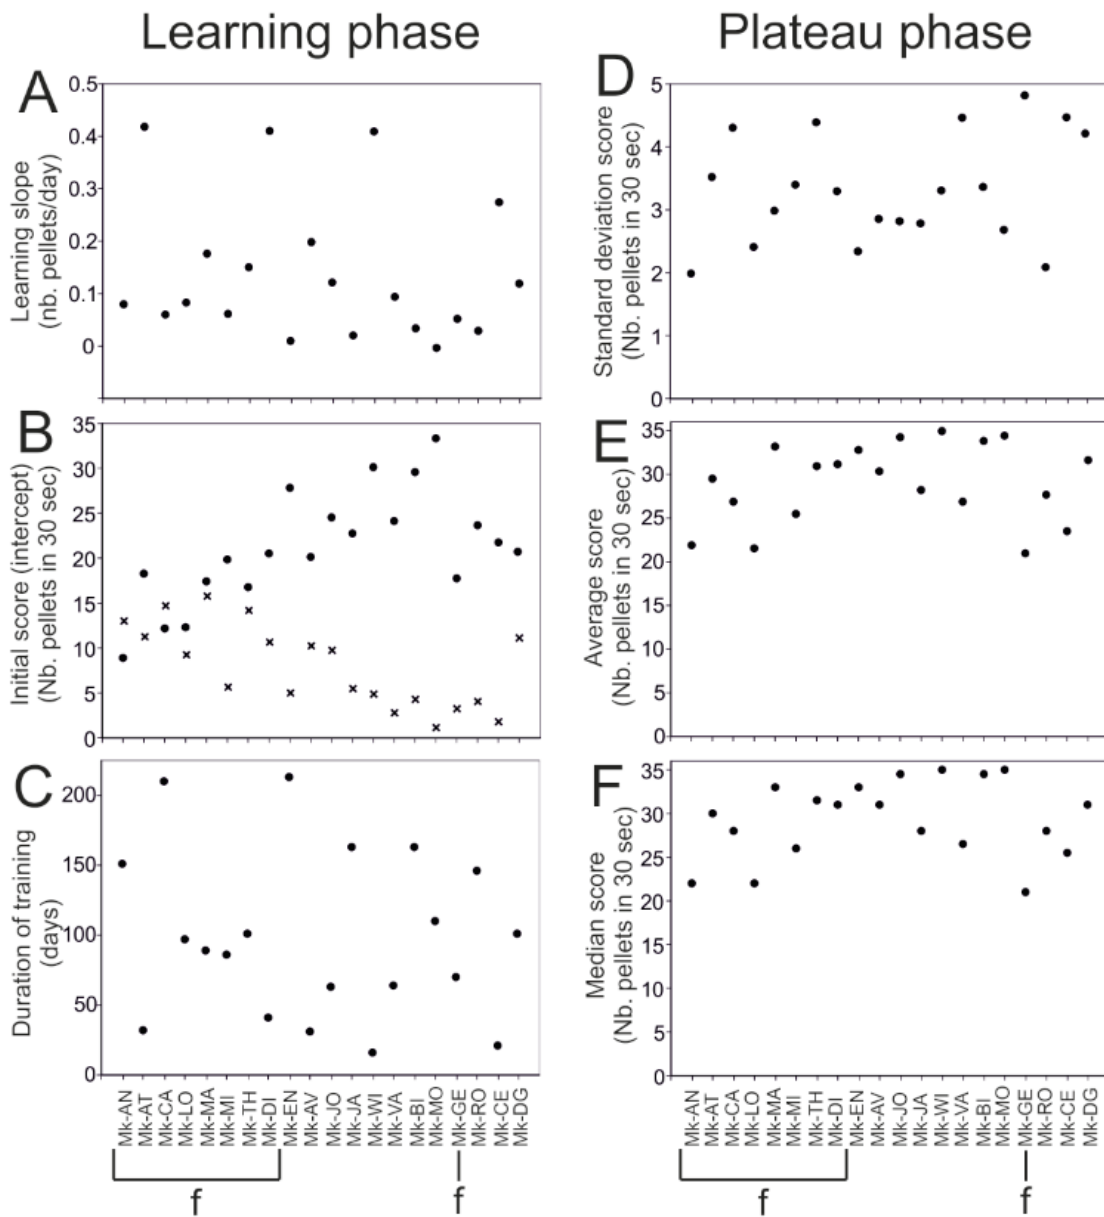 Learning phase
Plateau phase
A
Learning slope
(nb. pellets/day)
0.5
0.4
0.3
0.2
0.1
0
B
Initial score (intercept)
(Nb. pellets in 30 sec)
35
30
25
20
15
10
5
0
C
Duration of training
(days)
200
150
100
50
0
Mk-AN
Mk-AT
Mk-CA
Mk-LO
Mk-MA
Mk-MI
Mk-TH
Mk-DI
Mk-EN
Mk-AV
Mk-JO
Mk-JA
Mk-WI
Mk-VA
Mk-BI
Mk-MO
Mk-GE
Mk-RO
Mk-CE
Mk-DG
f
f
D
Standard deviation score
(Nb. pellets in 30 sec)
5
4
3
2
1
0
E
Average score
(Nb. pellets in 30 sec)
35
30
25
20
15
10
5
0
F
Median score
(Nb. pellets in 30 sec)
35
30
25
20
15
10
5
0
Mk-AN
Mk-AT
Mk-CA
Mk-LO
Mk-MA
Mk-MI
Mk-TH
Mk-DI
Mk-EN
Mk-AV
Mk-JO
Mk-JA
Mk-WI
Mk-VA
Mk-BI
Mk-MO
Mk-GE
Mk-RO
Mk-CE
Mk-DG
f
f